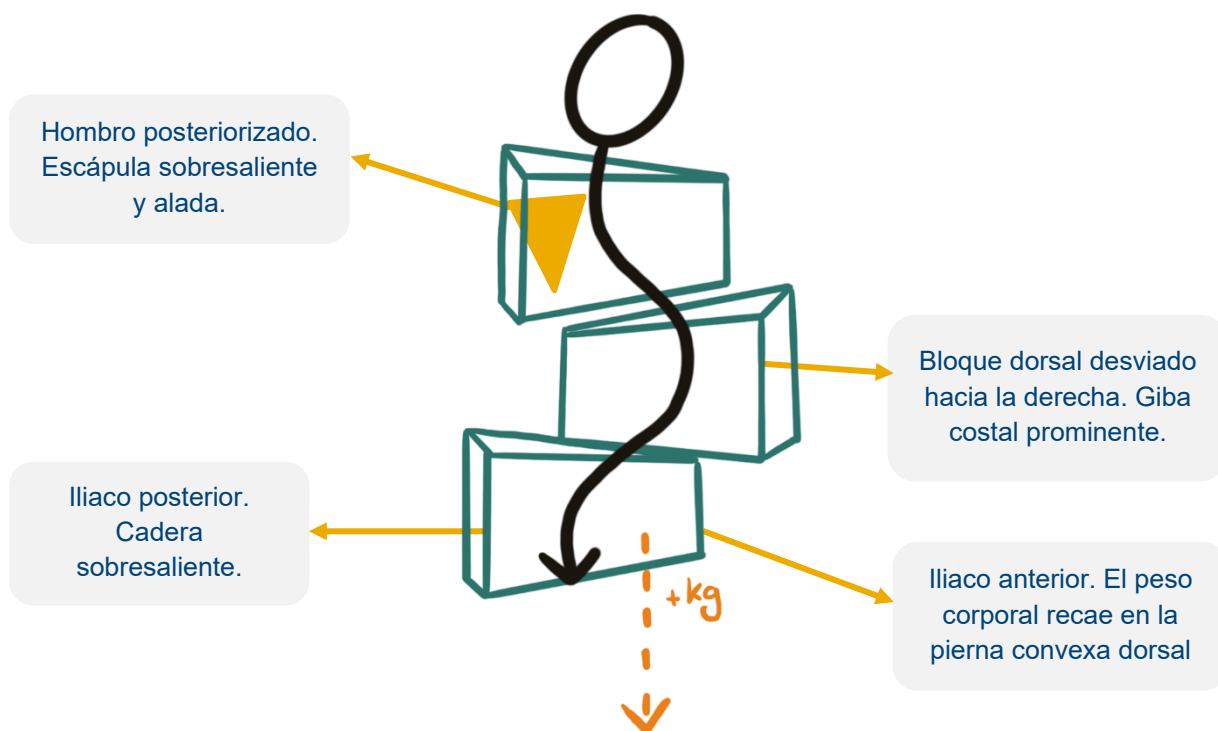 Hombro posteriorizado.
Escápula sobresaliente
y alada.
Bloque dorsal desviado
hacia la derecha. Giba
costal prominente.
Iliaco posterior.
Cadera
sobresaliente.
+kg
Iliaco anterior. El peso
corporal recae en la
pierna convexa dorsal